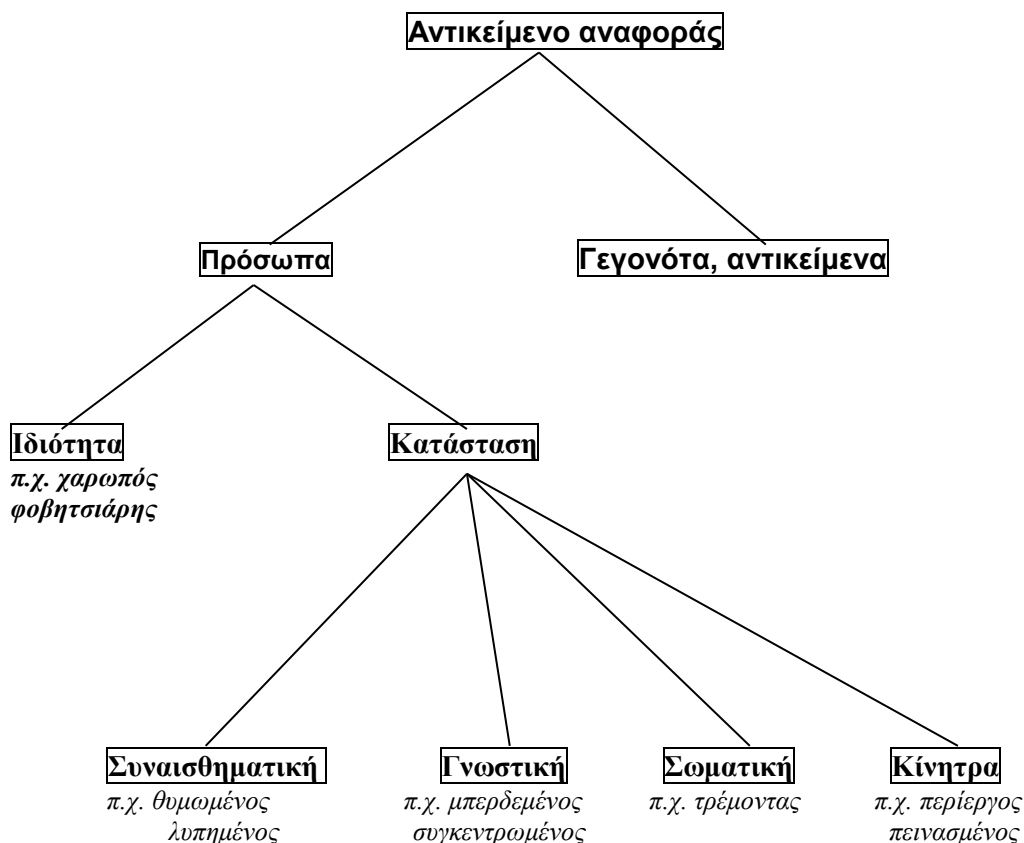 Αντικείμενο αναφοράς
Πρόσωπα
Γεγονότα, αντικείμενα
Ιδιότητα
π.χ. χαρωπός
φοβητσιάρης
Κατάσταση
Συναισθηματική
π.χ. θυμωμένος
λυπημένος
Γνωστική
π.χ. μπερδεμένος
συγκεντρωμένος
Σωματική
π.χ. τρέμοντας
Κίνητρα
π.χ. περίεργος
πεινασμένος